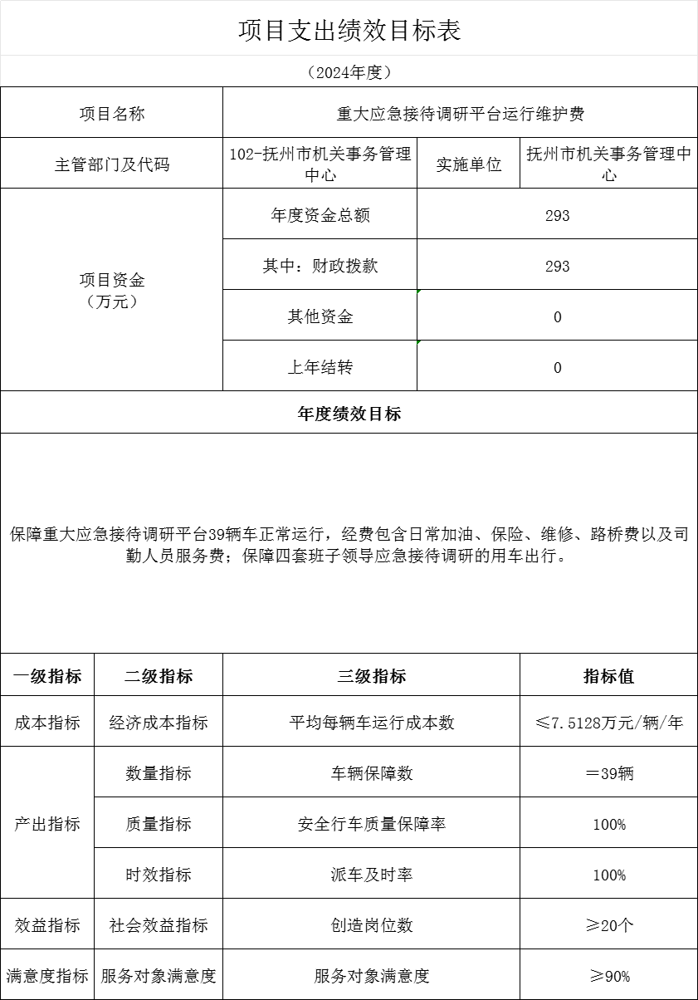 项目支出绩效目标表
（2024年度）
项目名称 重大应急接待调研平台运行维护费
主管部门及代码 102-抚州市机关事务管理
中心 实施单位 抚州市机关事务管理中
心
项目资金
（万元）
年度资金总额 293
其中：财政拨款 293
其他资金 0
上年结转 0
年度绩效目标
保障重大应急接待调研平台39辆车正常运行，经费包含日常加油、保险、维修、路桥费以及司
勤人员服务费；保障四套班子领导应急接待调研的用车出行。
一级指标 二级指标 三级指标 指标值
成本指标 经济成本指标 平均每辆车运行成本数 ≤7.5128万元/辆/年
产出指标 数量指标 车辆保障数 ＝39辆
质量指标 安全行车质量保障率 100%
时效指标 派车及时率 100%
效益指标 社会效益指标 创造岗位数 ≥20个
满意度指标 服务对象满意度 服务对象满意度 ≥90%